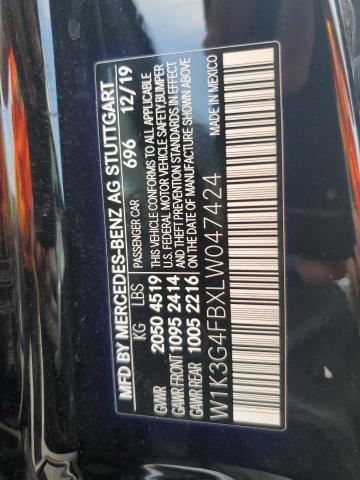 MFD BY MERCEDES-BENZ AG STUTTGART
KG LBS PASSENGER CAR 696 12/19
GVWR 2050 4519 THIS VEHICLE CONFORMS TO ALL APPLICABLE
GAWR FRONT 1095 2414 U.S. FEDERAL MOTOR VEHICLE SAFETY, BUMPER
GAWR REAR 1005 2216 AND THEFT PREVENTION STANDARDS IN EFFECT
ON THE DATE OF MANUFACTURE SHOWN ABOVE
W1K3G4FBXLW047424
MADE IN MEXICO